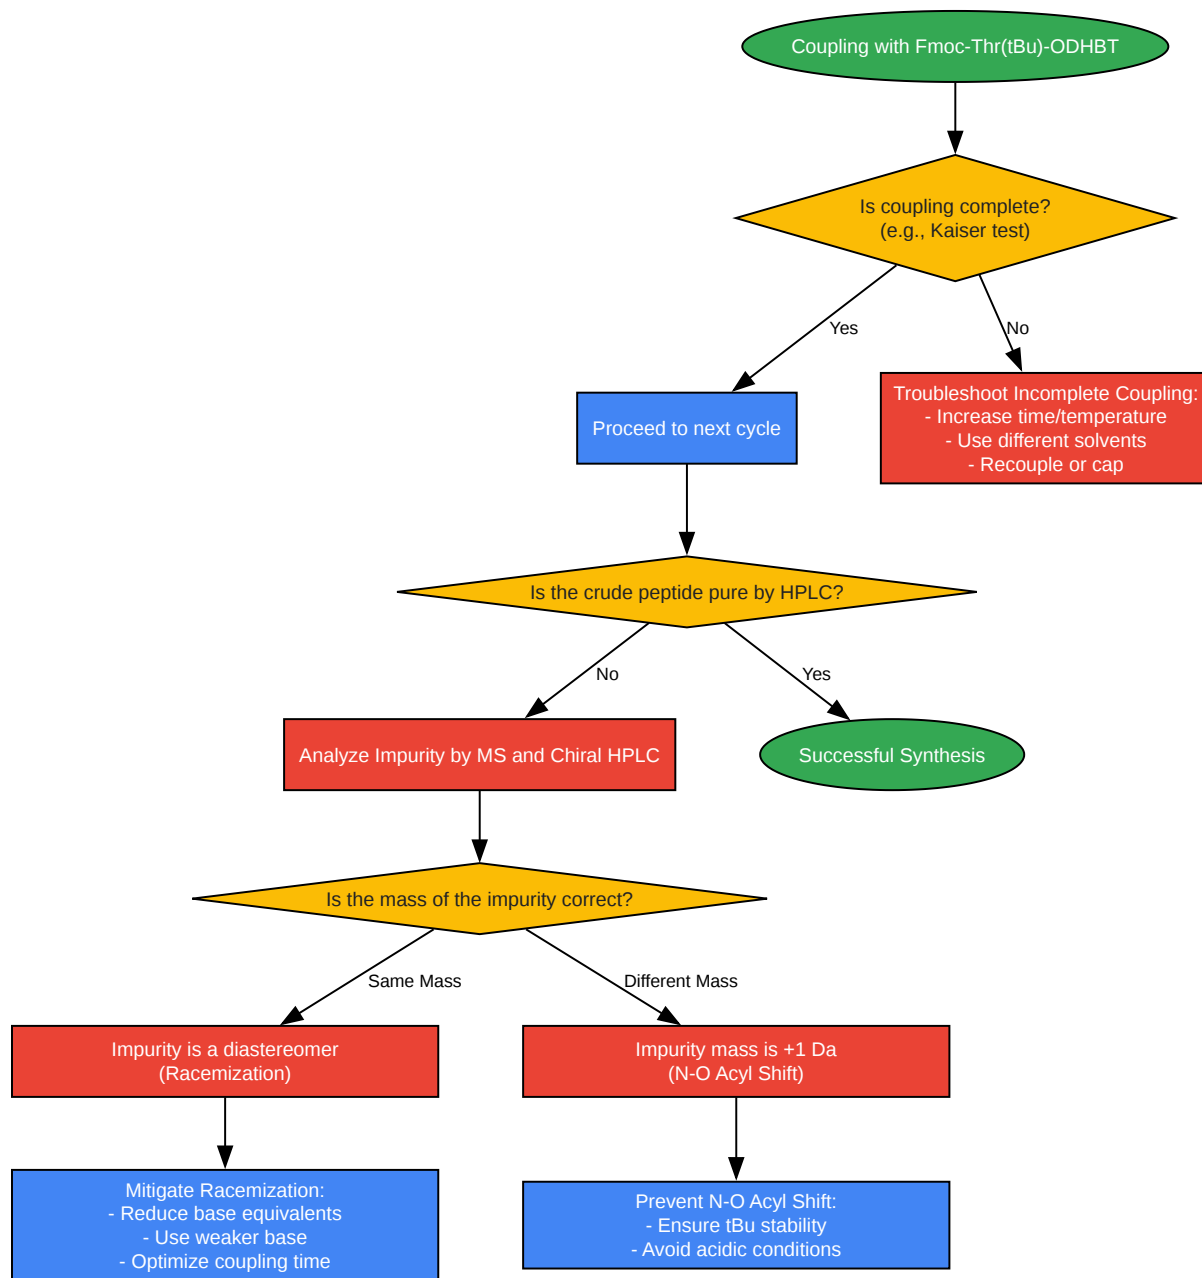 Coupling with Fmoc-Thr(tBu)-ODHBT
Is coupling complete?
(e.g., Kaiser test)
Yes
No
Troubleshoot Incomplete Coupling:
- Increase time/temperature
- Use different solvents
- Recouple or cap
Proceed to next cycle
Is the crude peptide pure by HPLC?
No
Yes
Analyze Impurity by MS and Chiral HPLC
Successful Synthesis
Is the mass of the impurity correct?
Same Mass
Different Mass
Impurity is a diastereomer
(Racemization)
Impurity mass is +1 Da
(N-O Acyl Shift)
Mitigate Racemization:
- Reduce base equivalents
- Use weaker base
- Optimize coupling time
Prevent N-O Acyl Shift:
- Ensure tBu stability
- Avoid acidic conditions